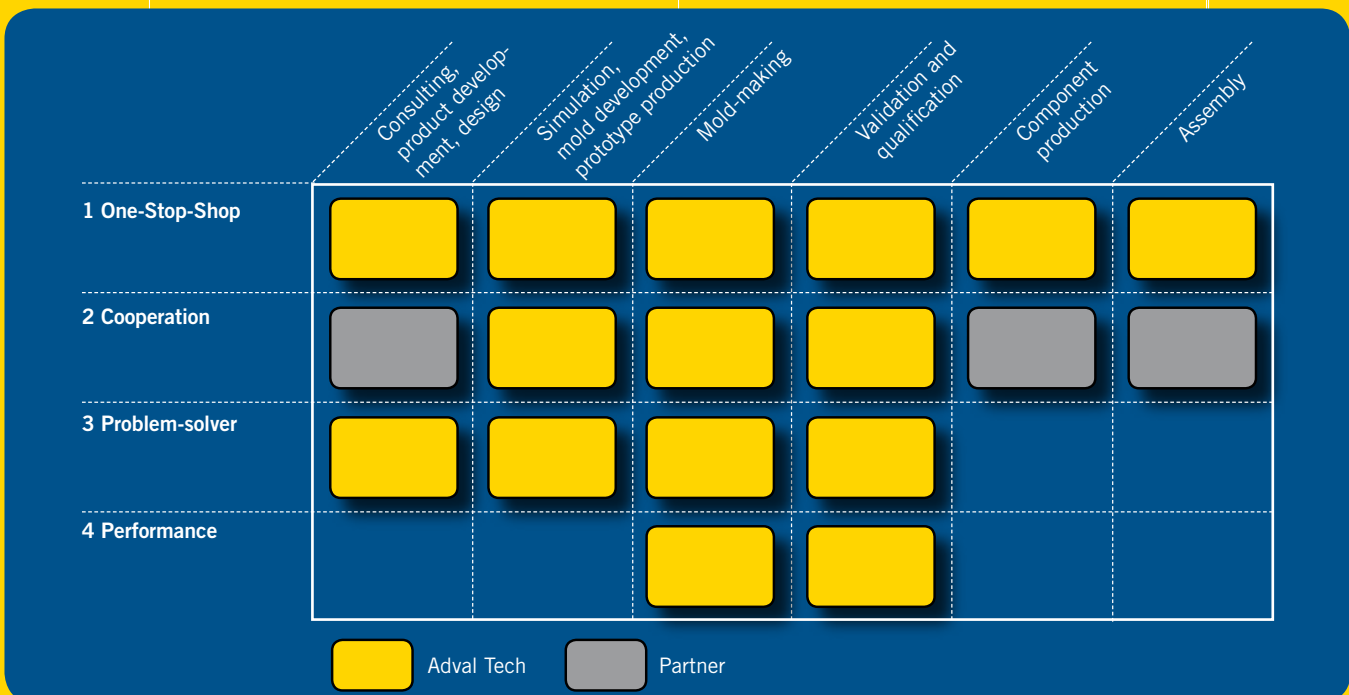 Consulting,
product develop-
ment, design
Simulation,
mold development,
prototype production
Mold-making
Validation and
qualification
Component
production
Assembly
1 One-Stop-Shop
2 Cooperation
3 Problem-solver
4 Performance
Adval Tech
Partner